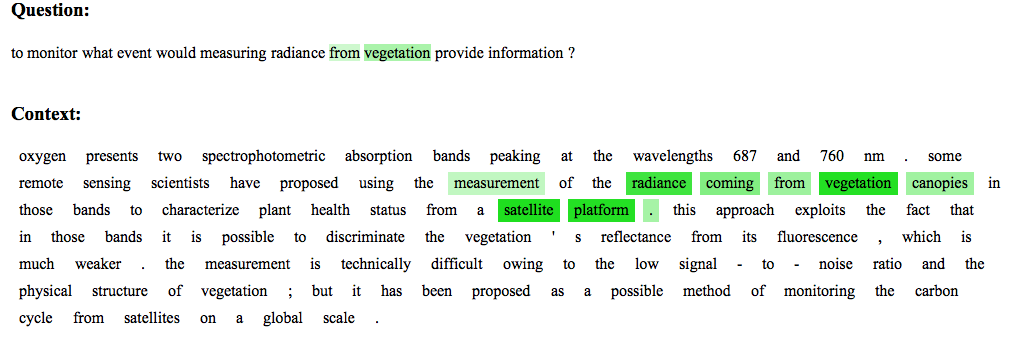 Question:
to monitor what event would measuring radiance from vegetation provide information ?
Context:
oxygen presents two spectrophotometric absorption bands peaking at the wavelengths 687 and 760 nm . some
remote sensing scientists have proposed using the measurement of the radiance coming from vegetation canopies in
those bands to characterize plant health status from a satellite platform . this approach exploits the fact that
in those bands it is possible to discriminate the vegetation ' s reflectance from its fluorescence , which is
much weaker . the measurement is technically difficult owing to the low signal - to - noise ratio and the
physical structure of vegetation ; but it has been proposed as a possible method of monitoring the carbon
cycle from satellites on a global scale .